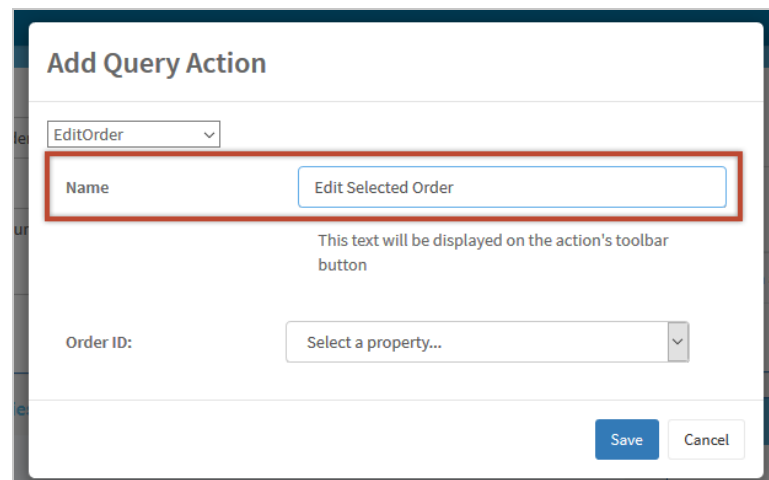 Add Query Action
EditOrder
Name
Edit Selected Order
This text will be displayed on the action's toolbar
button
Order ID:
Select a property...
Save
Cancel